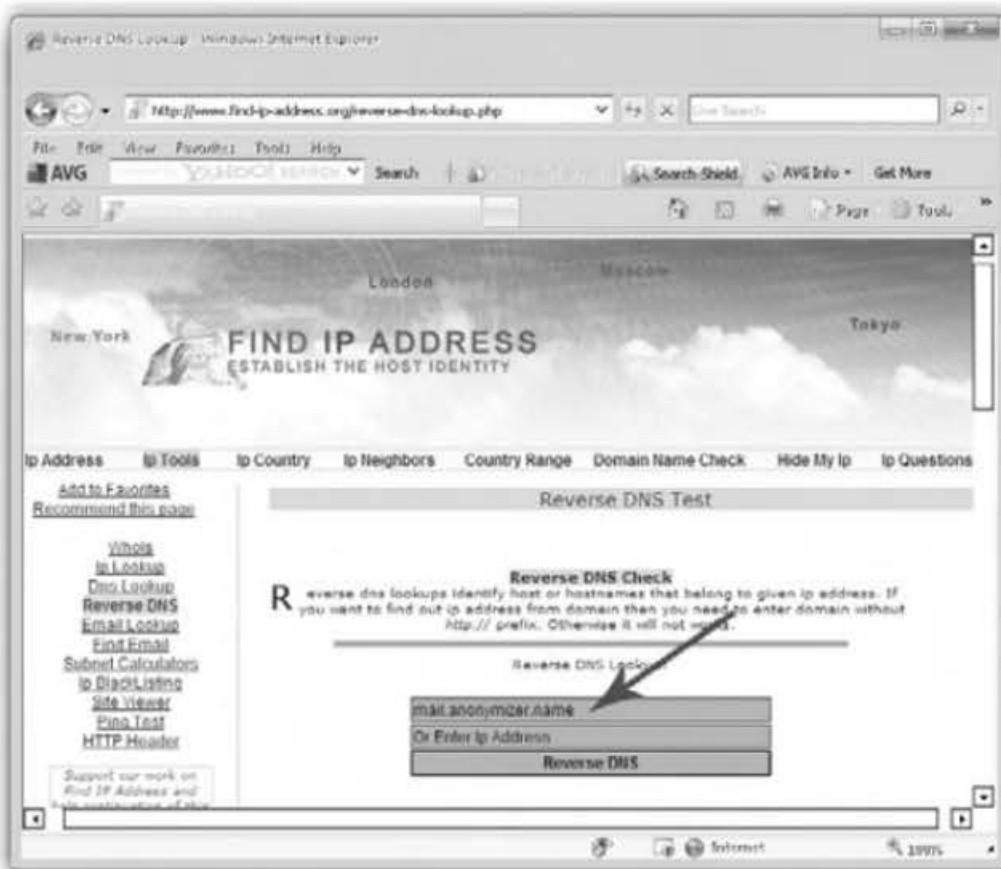 Reverse DNS Lookup - Windows Internet Explorer
http://www.find-ip-address.org/reverse-dns-lookup.php
Live Search
File Edit View Favorites Tools Help
AVG
YAHOO! SEARCH
Search
Search-Shield
AVG Info
Get More
Page
Tools
New York
London
Moscow
Tokyo
FIND IP ADDRESS
ESTABLISH THE HOST IDENTITY
Ip Address Ip Tools Ip Country Ip Neighbors Country Range Domain Name Check Hide My Ip Ip Questions
Add to Favorites
Recommend this page
Whois
Ip Lookup
Dns Lookup
Reverse DNS
Email Lookup
Find Email
Subnet Calculators
Ip BlackListing
Site Viewer
Ping Test
HTTP Header
Support our work on
Find IP Address and
help continuation of this
Reverse DNS Test
Reverse DNS Check
Reverse dns lookups identify host or hostnames that belong to given ip address. If
you want to find out ip address from domain then you need to enter domain without
http:// prefix. Otherwise it will not work.
Reverse DNS Lookup
mail.anonymizer.name
Or Enter Ip Address
Reverse DNS
Internet
100%